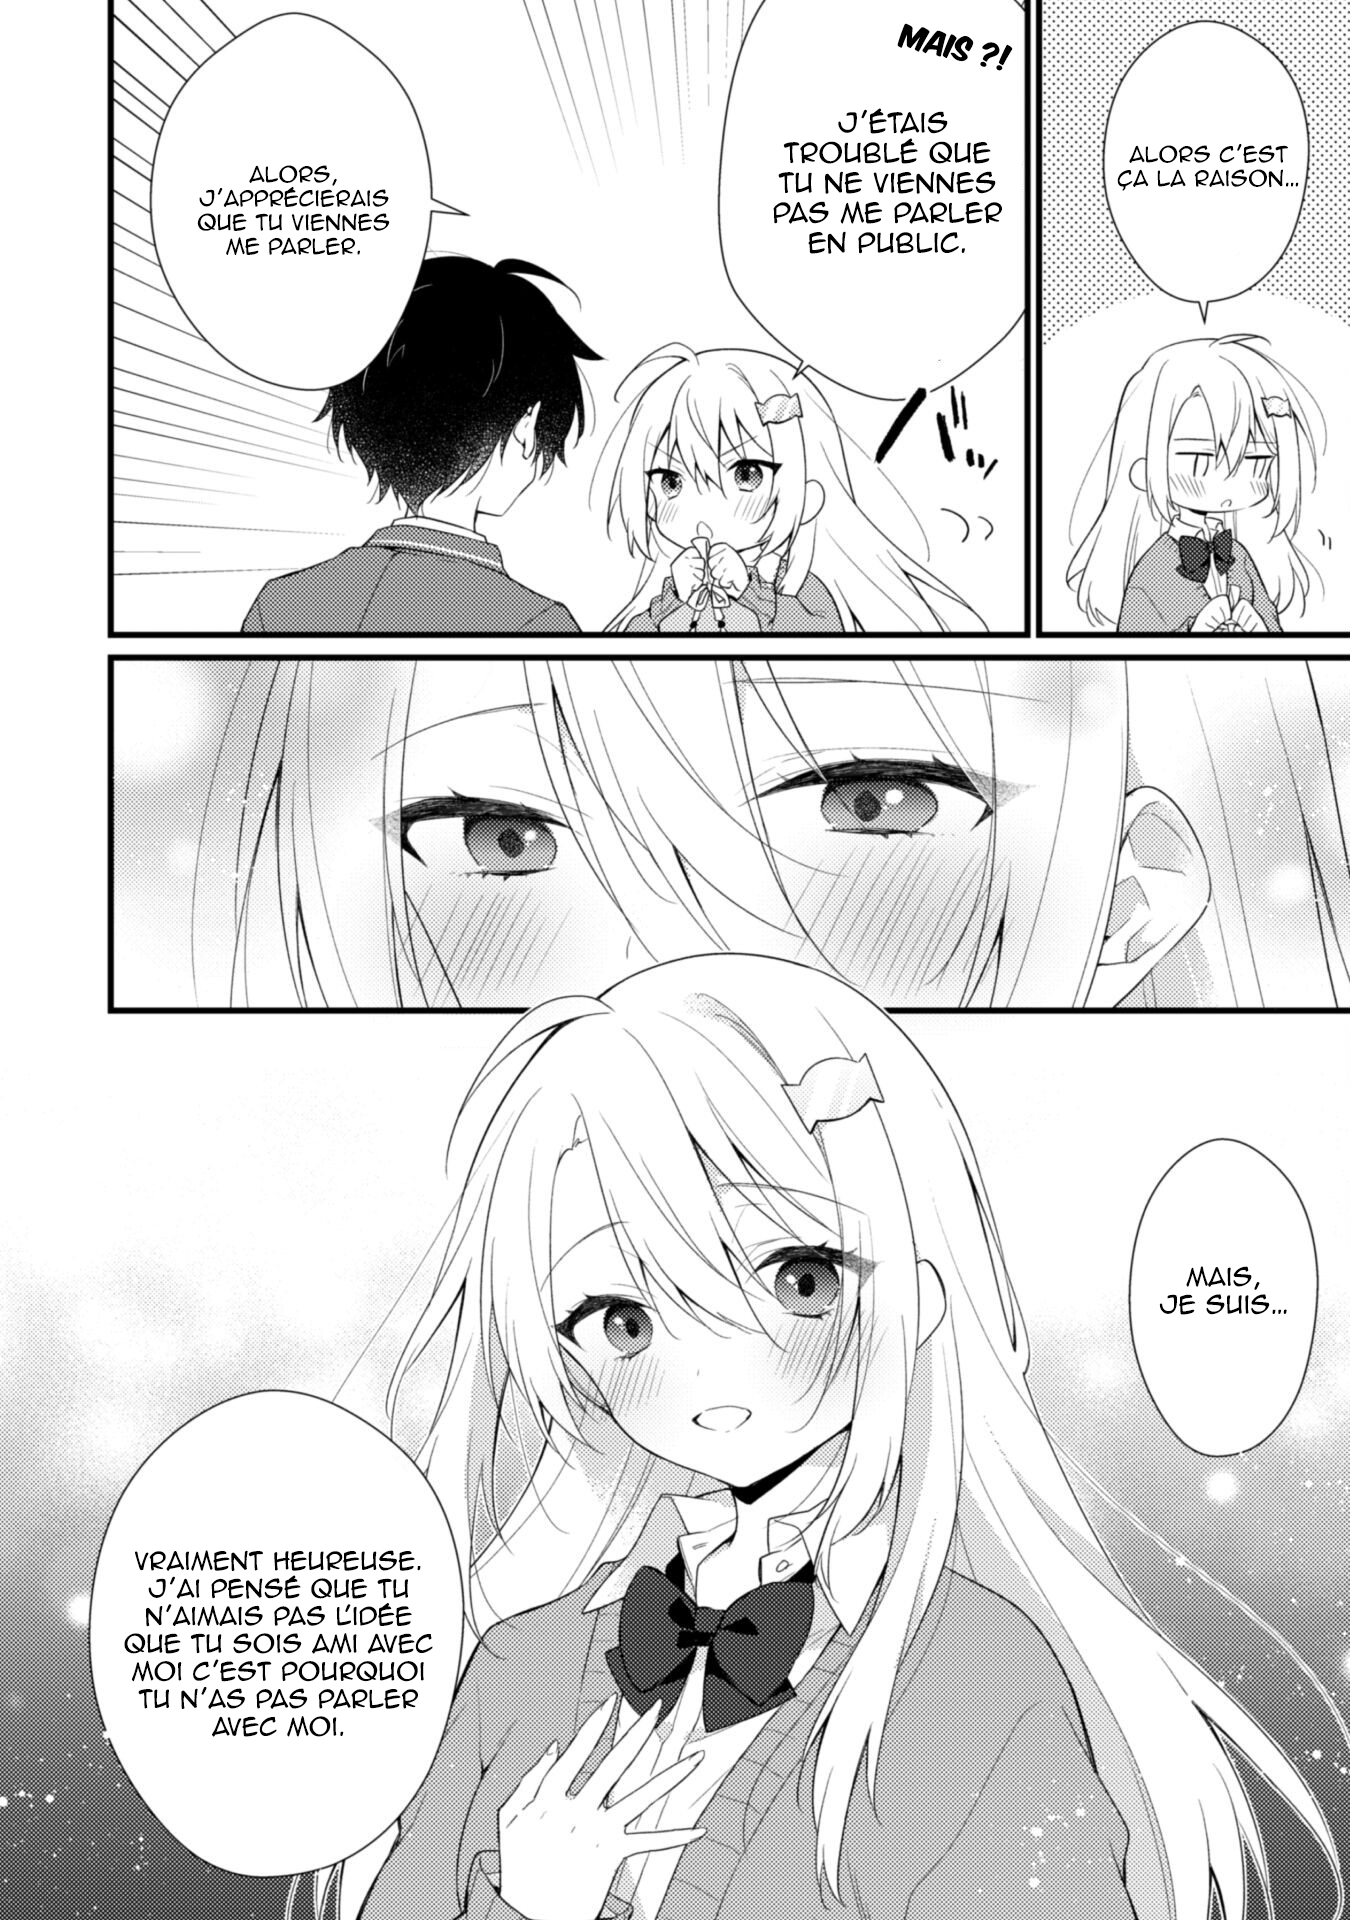 ALORS C'EST
ÇA LA RAISON...
MAIS ?!
J'ÉTAIS
TROUBLÉ QUE
TU NE VIENNES
PAS ME PARLER
EN PUBLIC.
ALORS,
J'APPRÉCIERAIS
QUE TU VIENNES
ME PARLER.
MAIS,
JE SUIS...
VRAIMENT HEUREUSE.
J'AI PENSÉ QUE TU
N'AIMAIS PAS L'IDÉE
QUE TU SOIS AMI AVEC
MOI C'EST POURQUOI
TU N'AS PAS PARLER
AVEC MOI.